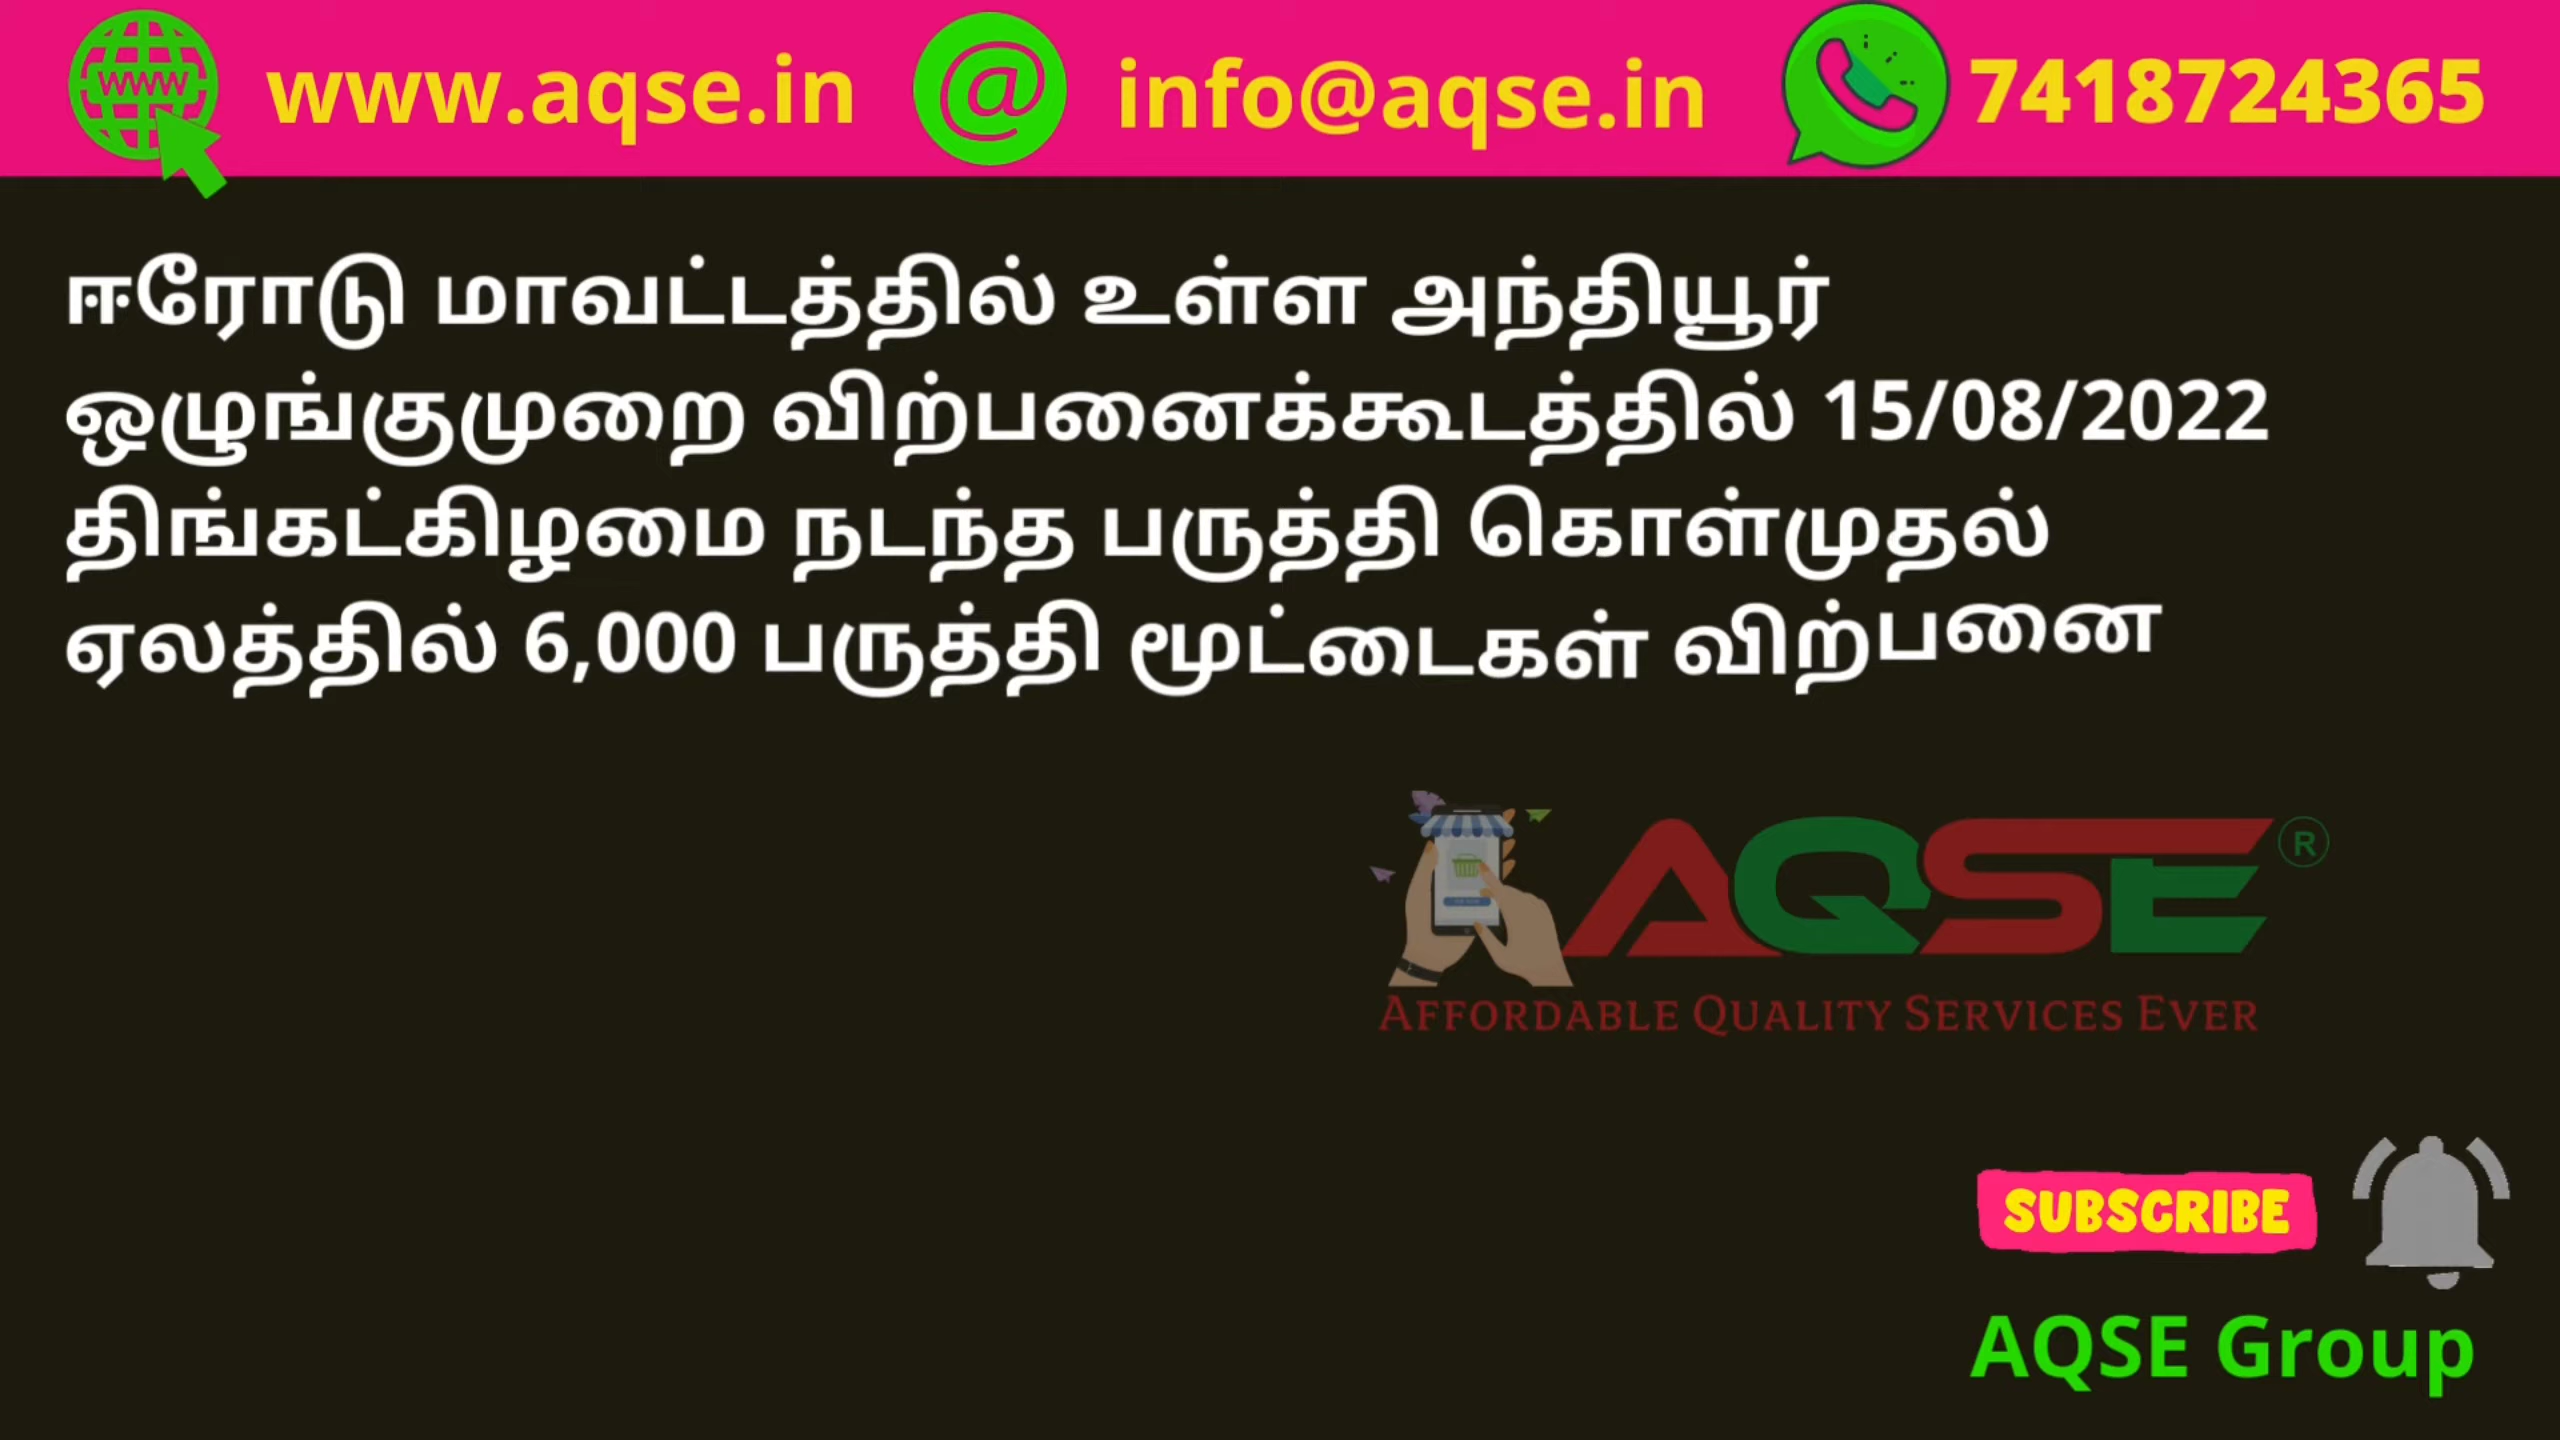 www
www.aqse.in
@
info@aqse.in
7418724365
ஈரோடு மாவட்டத்தில் உள்ள அந்தியூர்
ஒழுங்குமுறை விற்பனைக்கூடத்தில் 15/08/2022
திங்கட்கிழமை நடந்த பருத்தி கொள்முதல்
ஏலத்தில் 6,000 பருத்தி மூட்டைகள் விற்பனை
AQSE®
AFFORDABLE QUALITY SERVICES EVER
SUBSCRIBE
AQSE Group